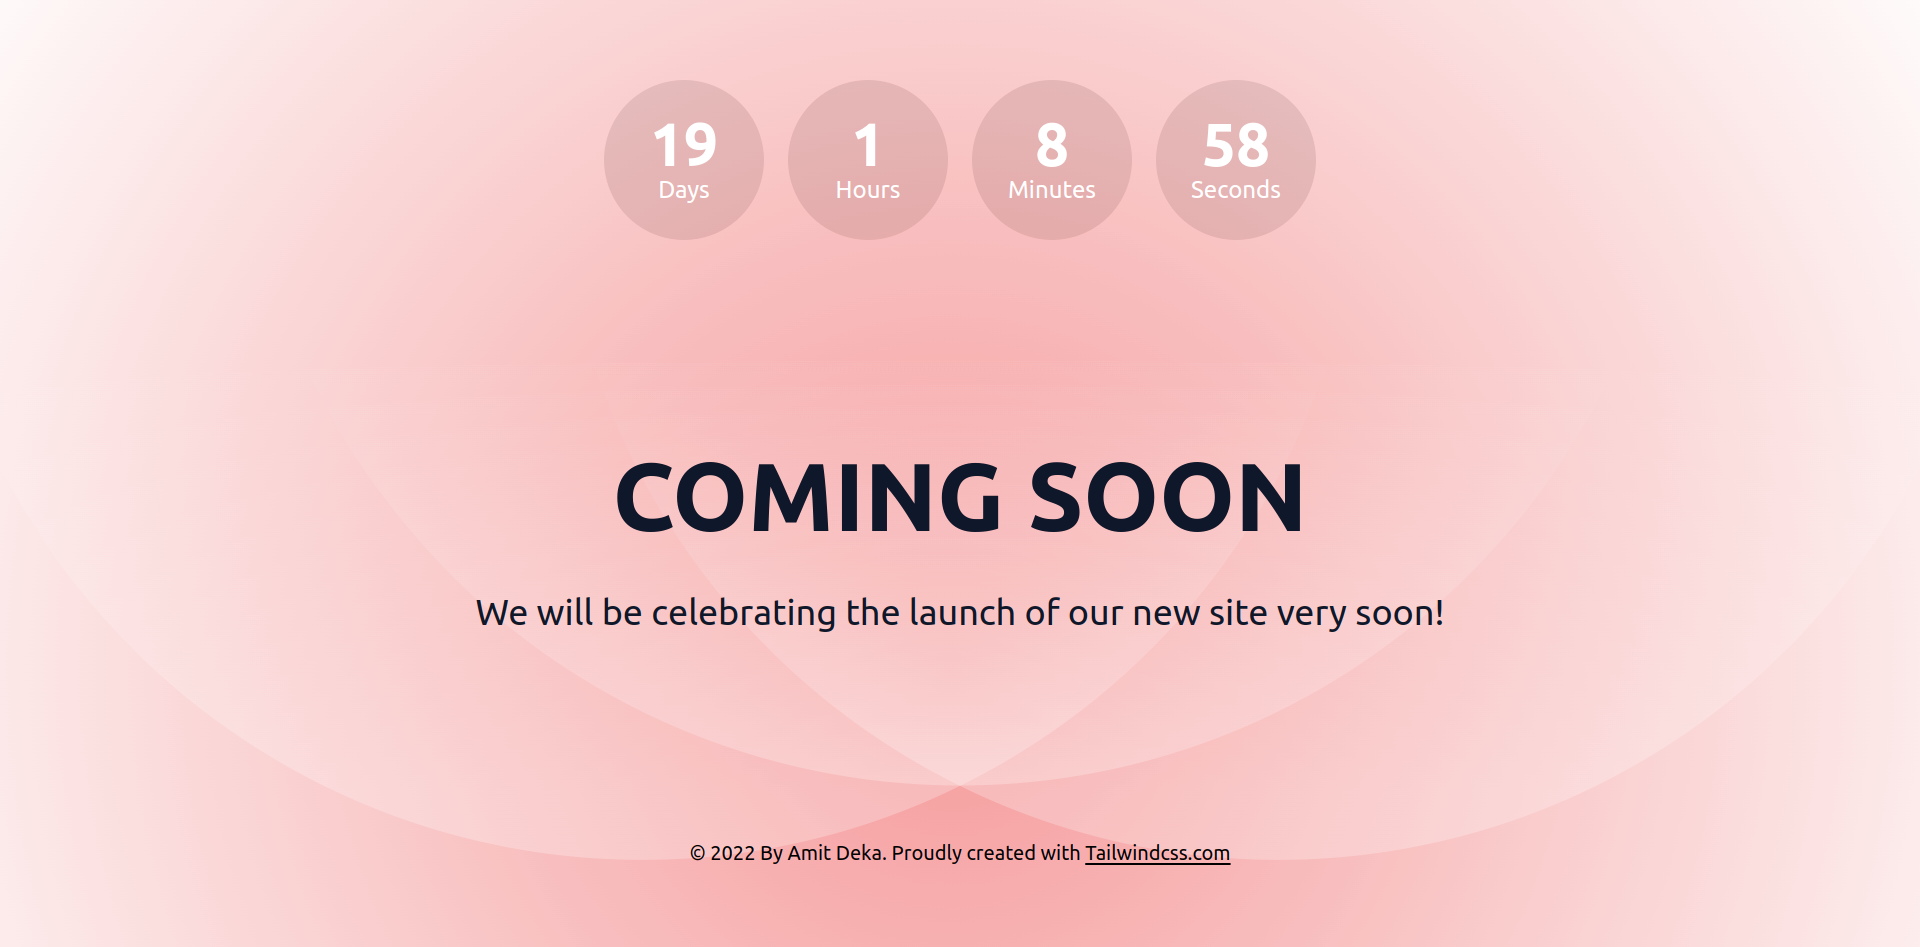 19 1 8 58
Days Hours Minutes Seconds
COMING SOON
We will be celebrating the launch of our new site very soon!
© 2022 By Amit Deka. Proudly created with Tailwindcss.com